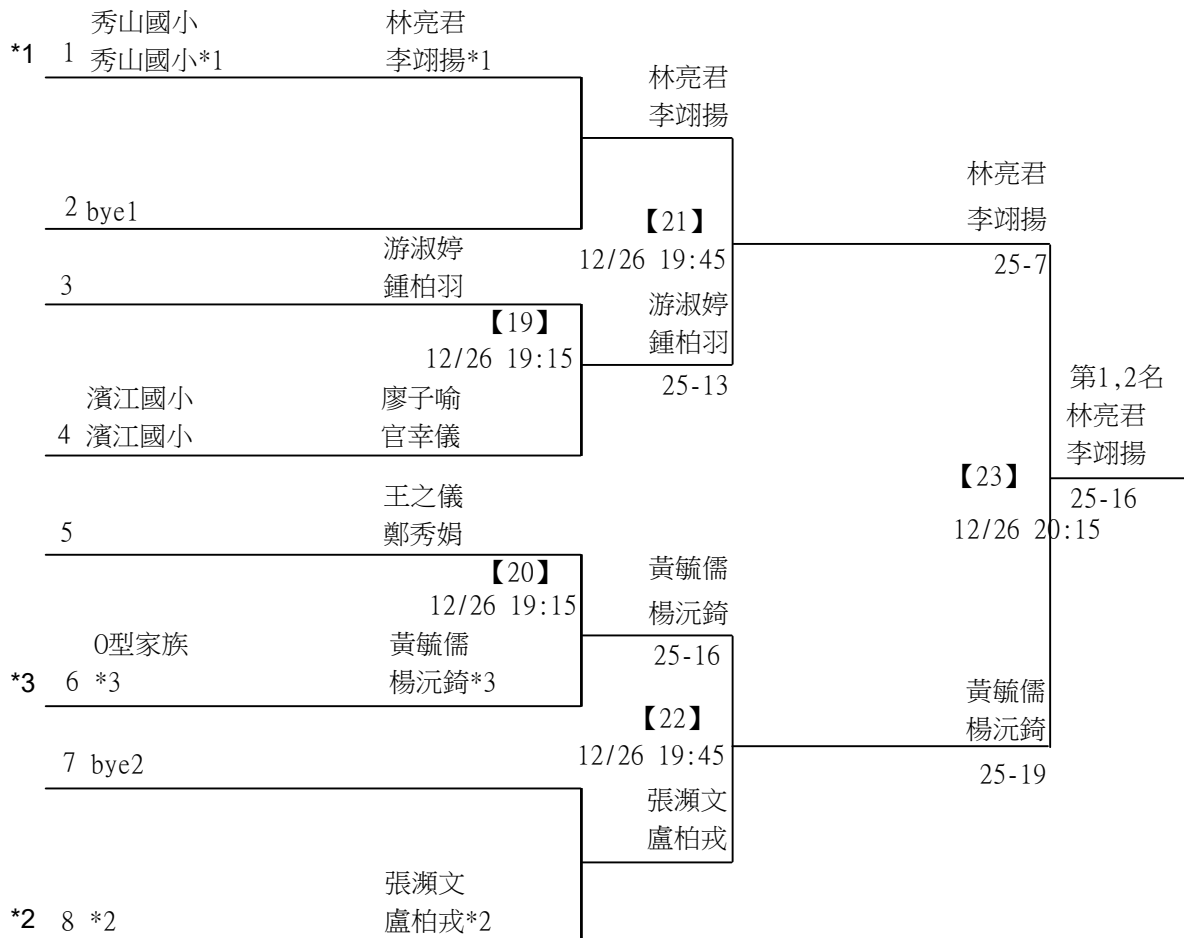 秀山國小 林亮君
*1 1 秀山國小*1 李翊揚*1
林亮君
李翊揚
林亮君
2 bye1 【21】 李翊揚
游淑婷 12/26 19:45 25-7
3 鍾柏羽
游淑婷
【19】 鍾柏羽
12/26 19:15
25-13 第1,2名
濱江國小 廖子喻 林亮君
4 濱江國小 官幸儀 李翊揚
【23】
王之儀 25-16
5 鄭秀娟 12/26 20:15
【20】 黃毓儒
12/26 19:15 楊沅錡
O型家族 黃毓儒 25-16
*3 6 *3 楊沅錡*3 黃毓儒
【22】 楊沅錡
7 bye2 12/26 19:45 25-19
張瀕文
盧柏戎
張瀕文
*2 8 *2 盧柏戎*2